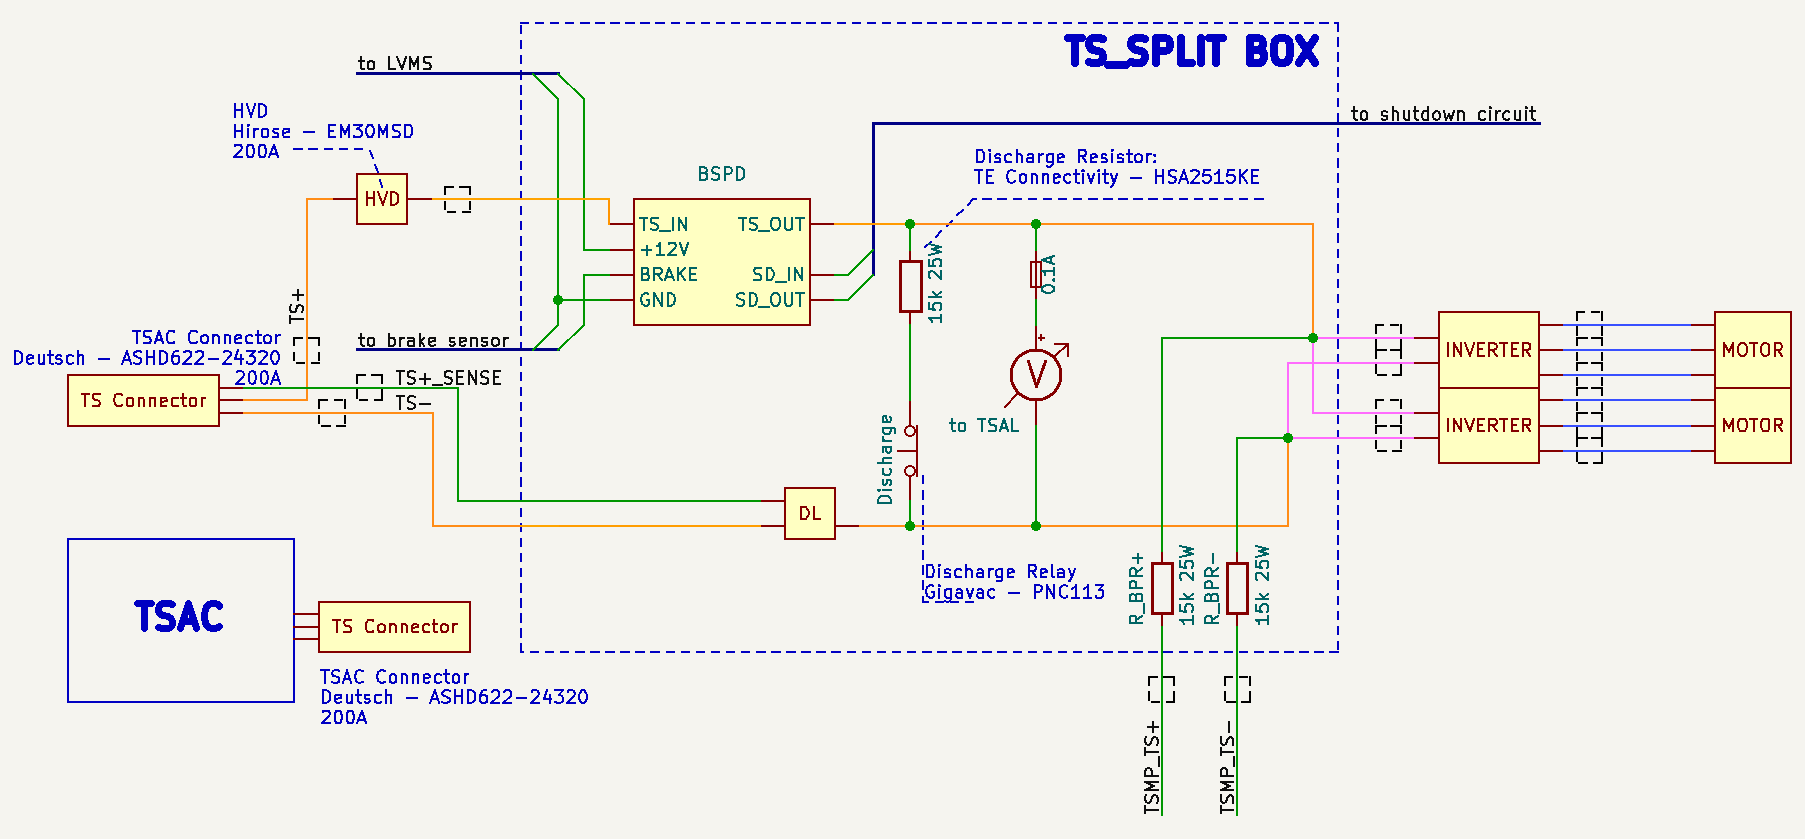 TS_SPLIT BOX
to LVMS
HVD
Hirose – EM30MSD
200A
to shutdown circuit
Discharge Resistor:
TE Connectivity – HSA2515KE
BSPD
HVD
TS_IN
TS_OUT
+12V
BRAKE
SD_IN
GND
SD_OUT
15k 25W
0.1A
TS+
TSAC Connector
Deutsch – ASHD622-24320
200A
to brake sensor
TS+_SENSE
TS-
TS Connector
+
V
to TSAL
Discharge
INVERTER
MOTOR
INVERTER
MOTOR
DL
Discharge Relay
Gigavac – PNC113
R_BPR+
15k 25W
R_BPR-
15k 25W
TSAC
TS Connector
TSAC Connector
Deutsch – ASHD622-24320
200A
TSMP_TS+
TSMP_TS-